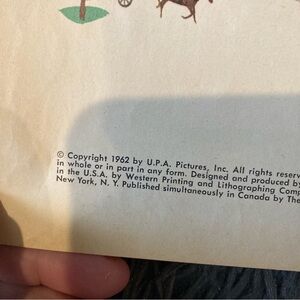 © Copyright 1962 by U.P.A. Pictures, Inc. All rights reserv
in whole or in part in any form. Designed and produced by
in the U.S.A. by Western Printing and Lithographing Comp
New York, N. Y. Published simultaneously in Canada by The